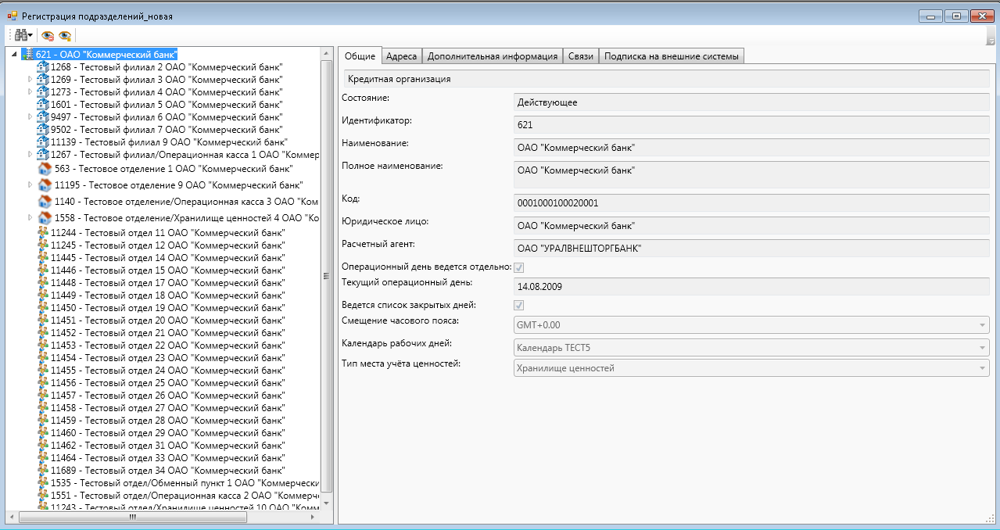 Регистрация подразделений_новая
621 - ОАО "Коммерческий банк"
1268 - Тестовый филиал 2 ОАО "Коммерческий банк"
1269 - Тестовый филиал 3 ОАО "Коммерческий банк"
1273 - Тестовый филиал 4 ОАО "Коммерческий банк"
1601 - Тестовый филиал 5 ОАО "Коммерческий банк"
9497 - Тестовый филиал 6 ОАО "Коммерческий банк"
9502 - Тестовый филиал 7 ОАО "Коммерческий банк"
11139 - Тестовый филиал 9 ОАО "Коммерческий банк"
1267 - Тестовый филиал/Операционная касса 1 ОАО "Коммер
563 - Тестовое отделение 1 ОАО "Коммерческий банк"
11195 - Тестовое отделение 9 ОАО "Коммерческий банк"
1140 - Тестовое отделение/Операционная касса 3 ОАО "Ком
1558 - Тестовое отделение/Хранилище ценностей 4 ОАО "Ко
11244 - Тестовый отдел 11 ОАО "Коммерческий банк"
11245 - Тестовый отдел 12 ОАО "Коммерческий банк"
11445 - Тестовый отдел 14 ОАО "Коммерческий банк"
11446 - Тестовый отдел 15 ОАО "Коммерческий банк"
11448 - Тестовый отдел 17 ОАО "Коммерческий банк"
11449 - Тестовый отдел 18 ОАО "Коммерческий банк"
11450 - Тестовый отдел 19 ОАО "Коммерческий банк"
11451 - Тестовый отдел 20 ОАО "Коммерческий банк"
11452 - Тестовый отдел 21 ОАО "Коммерческий банк"
11453 - Тестовый отдел 22 ОАО "Коммерческий банк"
11454 - Тестовый отдел 23 ОАО "Коммерческий банк"
11455 - Тестовый отдел 24 ОАО "Коммерческий банк"
11456 - Тестовый отдел 25 ОАО "Коммерческий банк"
11457 - Тестовый отдел 26 ОАО "Коммерческий банк"
11458 - Тестовый отдел 27 ОАО "Коммерческий банк"
11459 - Тестовый отдел 28 ОАО "Коммерческий банк"
11460 - Тестовый отдел 29 ОАО "Коммерческий банк"
11462 - Тестовый отдел 31 ОАО "Коммерческий банк"
11464 - Тестовый отдел 33 ОАО "Коммерческий банк"
11689 - Тестовый отдел 34 ОАО "Коммерческий банк"
1535 - Тестовый отдел/Обменный пункт 1 ОАО "Коммерчески
1551 - Тестовый отдел/Операционная касса 2 ОАО "Коммерч
11243 - Тестовый отдел/Хранилище ценностей 10 ОАО "Комм
Общие Адреса Дополнительная информация Связи Подписка на внешние системы
Кредитная организация
Состояние: Действующее
Идентификатор: 621
Наименование: ОАО "Коммерческий банк"
Полное наименование: ОАО "Коммерческий банк"
Код: 0001000100020001
Юридическое лицо: ОАО "Коммерческий банк"
Расчетный агент: ОАО "УРАЛВНЕШТОРГБАНК"
Операционный день ведется отдельно:
Текущий операционный день: 14.08.2009
Ведется список закрытых дней:
Смещение часового пояса: GMT+0.00
Календарь рабочих дней: Календарь ТЕСТ5
Тип места учёта ценностей: Хранилище ценностей